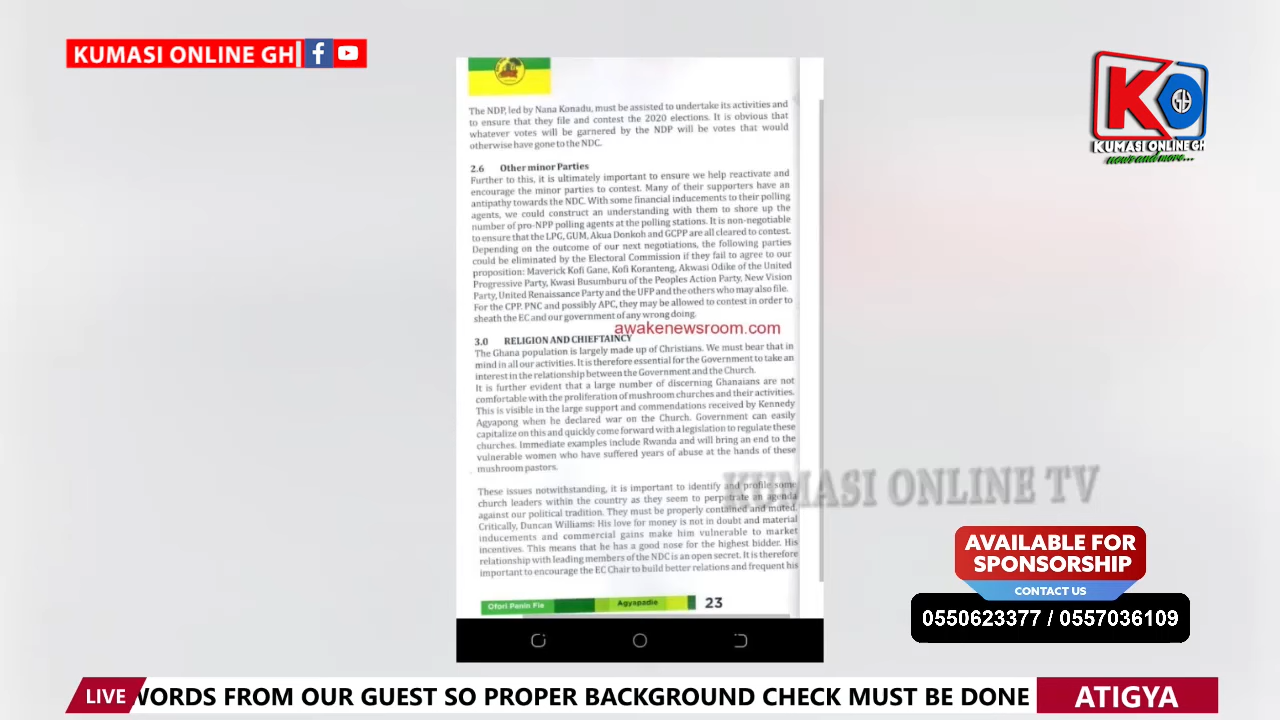 KUMASI ONLINE GH
KO
GH
KUMASI ONLINE GH
news and more...
The NDP, led by Nana Konadu, must be assisted to undertake its activities and
to ensure that they file and contest the 2020 elections. It is obvious that
whatever votes will be garnered by the NDP will be votes that would
otherwise have gone to the NDC.
2.6 Other minor Parties
Further to this, it is ultimately important to ensure we help reactivate and
encourage the minor parties to contest. Many of their supporters have an
antipathy towards the NDC. With some financial inducements to their polling
agents, we could construct an understanding with them to shore up the
number of pro-NPP polling agents at the polling stations. It is non-negotiable
to ensure that the LPG, GUM, Akua Donkoh and GCPP are all cleared to contest.
Depending on the outcome of our next negotiations, the following parties
could be eliminated by the Electoral Commission if they fail to agree to our
proposition: Maverick Kofi Gane, Kofi Koranteng, Akwasi Odike of the United
Progressive Party, Kwasi Busumburu of the Peoples Action Party, New Vision
Party, United Renaissance Party and the UFP and the others who may also file.
For the CPP, PNC and possibly APC, they may be allowed to contest in order to
sheath the EC and our government of any wrong doing.
awakenewsroom.com
3.0 RELIGION AND CHIEFTAINCY
The Ghana population is largely made up of Christians. We must bear that in
mind in all our activities. It is therefore essential for the Government to take an
interest in the relationship between the Government and the Church.
It is further evident that a large number of discerning Ghanaians are not
comfortable with the proliferation of mushroom churches and their activities.
This is visible in the large support and commendations received by Kennedy
Agyapong when he declared war on the Church. Government can easily
capitalize on this and quickly come forward with a legislation to regulate these
churches. Immediate examples include Rwanda and will bring an end to the
vulnerable women who have suffered years of abuse at the hands of these
mushroom pastors.
These issues notwithstanding, it is important to identify and profile some
church leaders within the country as they seem to perpetrate an agenda
against our political tradition. They must be properly contained and muted.
Critically, Duncan Williams: His love for money is not in doubt and material
inducements and commercial gains make him vulnerable to market
incentives. This means that he has a good nose for the highest bidder. His
relationship with leading members of the NDC is an open secret. It is therefore
important to encourage the EC Chair to build better relations and frequent his
Ofori Penin Fie Agyapadie 23
KUMASI ONLINE TV
AVAILABLE FOR
SPONSORSHIP
CONTACT US
0550623377 / 0557036109
LIVE WORDS FROM OUR GUEST SO PROPER BACKGROUND CHECK MUST BE DONE ATIGYA